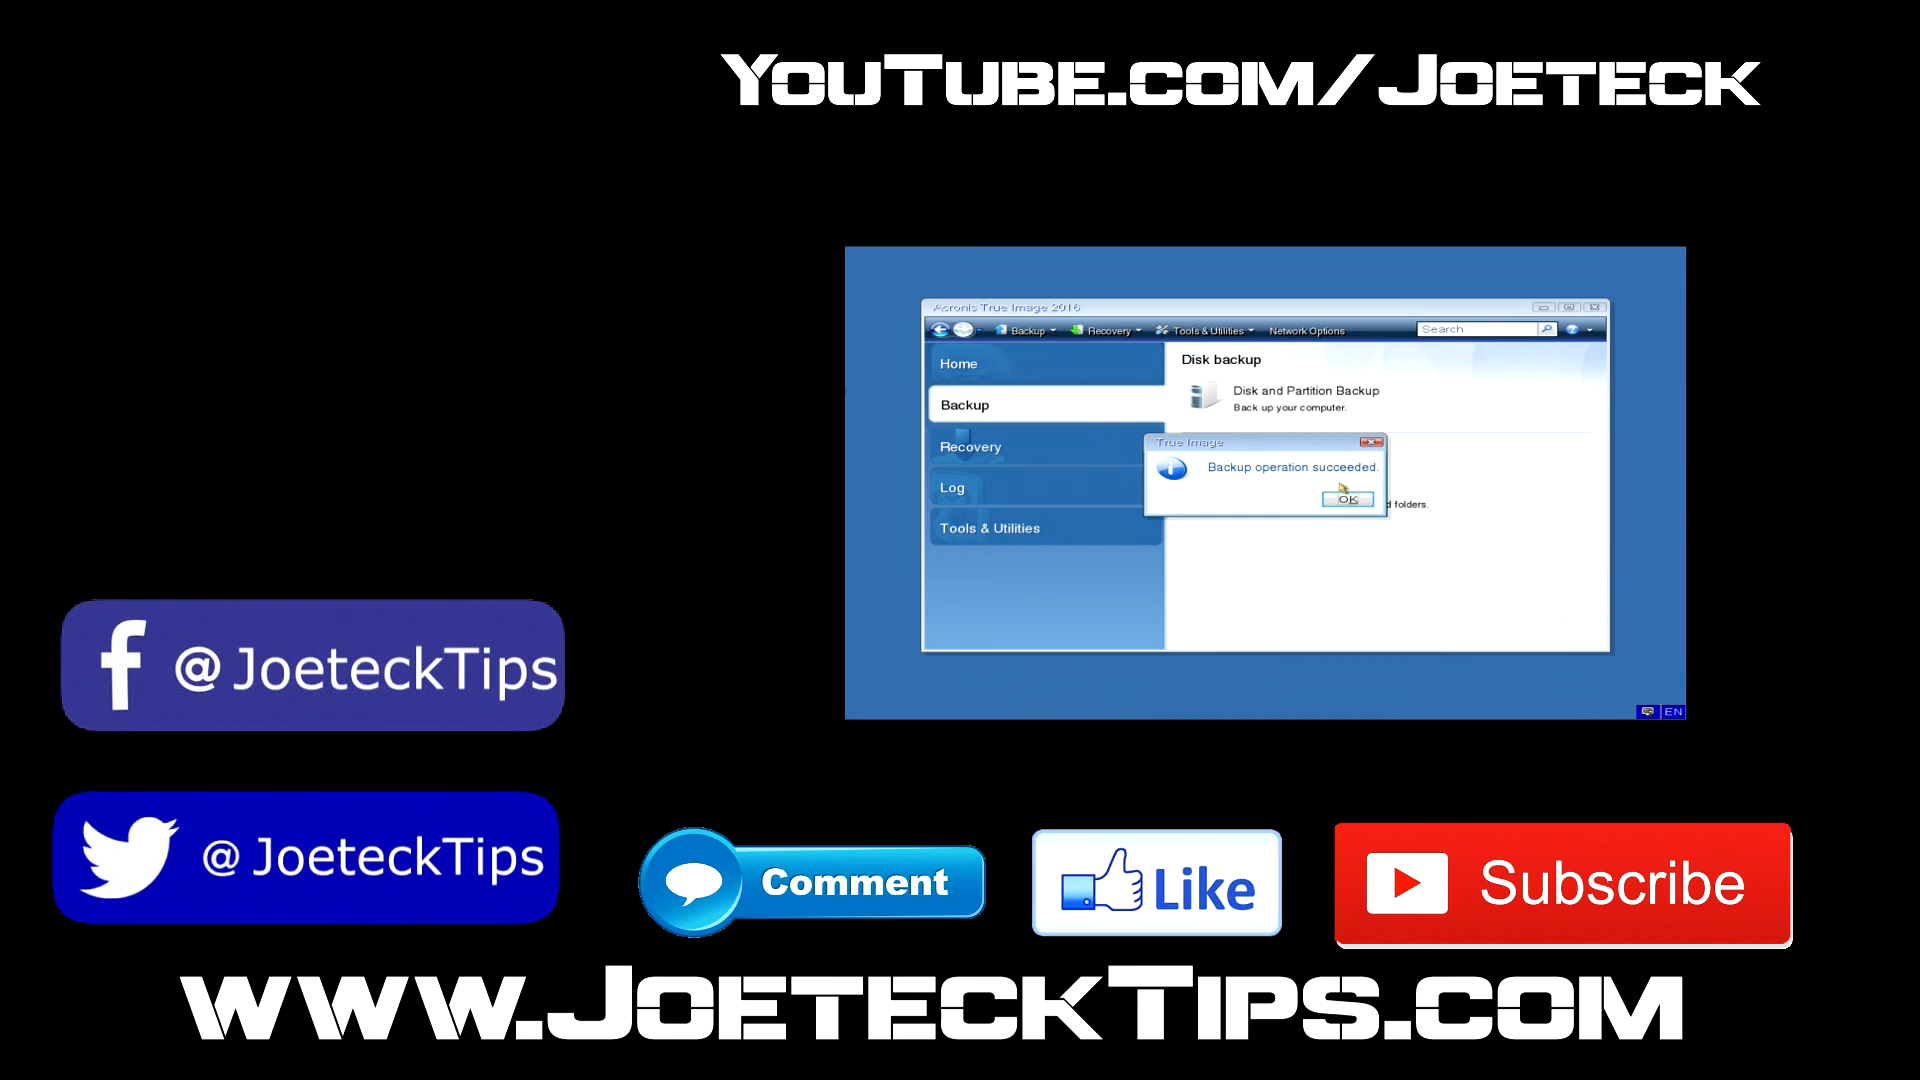 YouTube.com/Joeteck
Acronis True Image 2016
Backup Recovery Tools & Utilities Network Options Search
Home
Backup
Recovery
Log
Tools & Utilities
Disk backup
Disk and Partition Backup
Back up your computer.
True Image
Backup operation succeeded.
OK
d folders.
EN
f @JoeteckTips
@JoeteckTips
Comment
Like
Subscribe
www.JoeteckTips.com